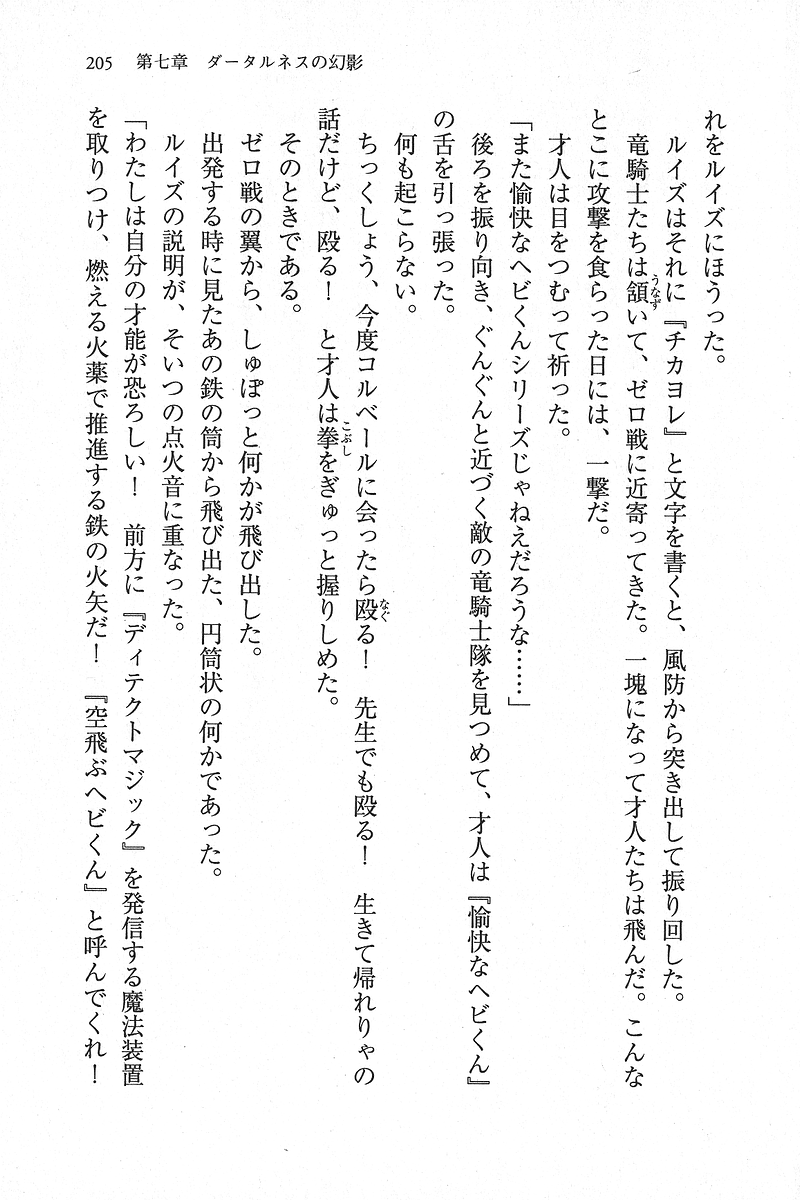 205　第七章　ダータルネスの幻影
れをルイズにほうった。
ルイズはそれに『チカヨレ』と文字を書くと、風防から突き出して振り回した。
竜騎士たちは頷いて、ゼロ戦に近寄ってきた。一塊になって才人たちは飛んだ。こんな
とこに攻撃を食らった日には、一撃だ。
才人は目をつむって祈った。
「また愉快なヘビくんシリーズじゃねえだろうな……」
後ろを振り向き、ぐんぐんと近づく敵の竜騎士隊を見つめて、才人は『愉快なヘビくん』
の舌を引っ張った。
何も起こらない。
ちっくしょう、今度コルベールに会ったら殴る！　先生でも殴る！　生きて帰れりゃの
話だけど、殴る！　と才人は拳をぎゅっと握りしめた。
そのときである。
ゼロ戦の翼から、しゅぽっと何かが飛び出した。
出発する時に見たあの鉄の筒から飛び出た、円筒状の何かであった。
ルイズの説明が、そいつの点火音に重なった。
「わたしは自分の才能が恐ろしい！　前方に『ディテクトマジック』を発信する魔法装置
を取りつけ、燃える火薬で推進する鉄の火矢だ！　『空飛ぶヘビくん』と呼んでくれ！